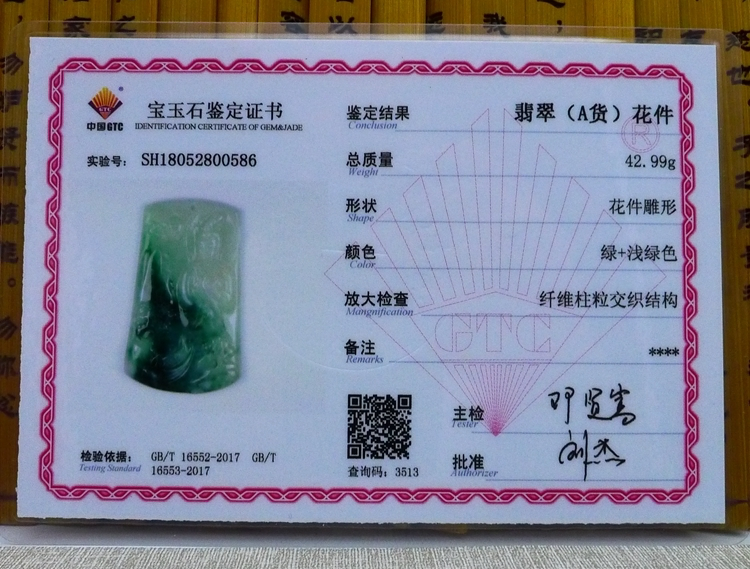 中国GTC
宝玉石鉴定证书
IDENTIFICATION CERTIFICATE OF GEM&JADE
实验号: SH18052800586
鉴定结果 翡翠（A货）花件
Conclusion
总质量 42.99g
Weight
形状 花件雕形
Shape
颜色 绿+浅绿色
Color
放大检查 纤维柱粒交织结构
Mangnification
GTC
备注 ****
Remarks
主检
Tester
批准
Authorizer
检验依据: GB/T 16552-2017 GB/T
Testing Standard 16553-2017
查询码: 3513